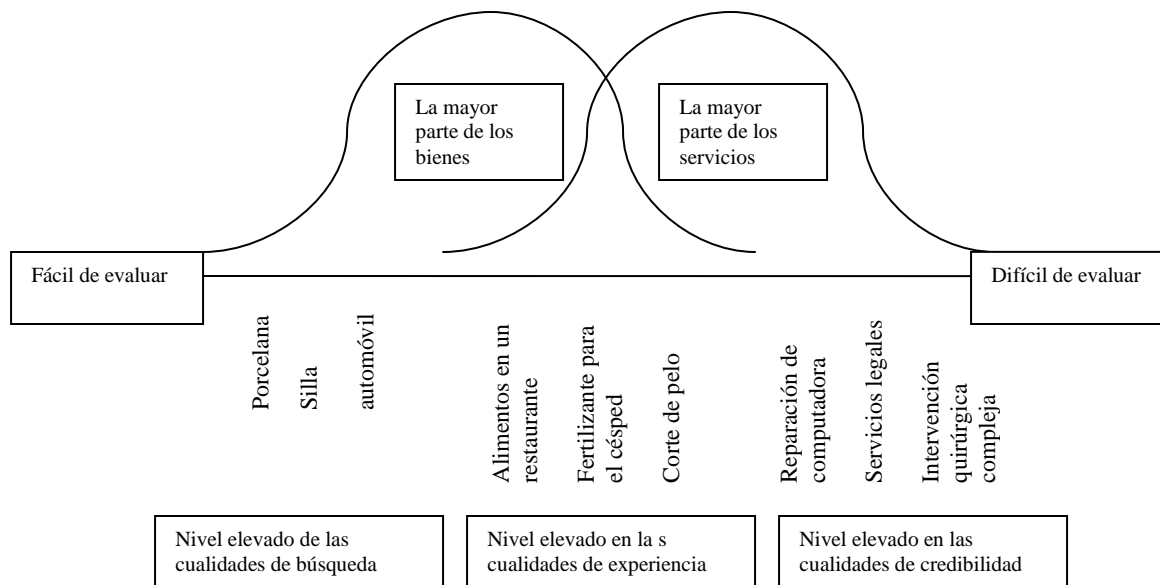 La mayor
parte de los
bienes
La mayor
parte de los
servicios
Fácil de evaluar
Difícil de evaluar
Porcelana
Silla
automóvil
Alimentos en un
restaurante
Fertilizante para
el césped
Corte de pelo
Reparación de
computadora
Servicios legales
Intervención
quirúrgica
compleja
Nivel elevado de las
cualidades de búsqueda
Nivel elevado en la s
cualidades de experiencia
Nivel elevado en las
cualidades de credibilidad